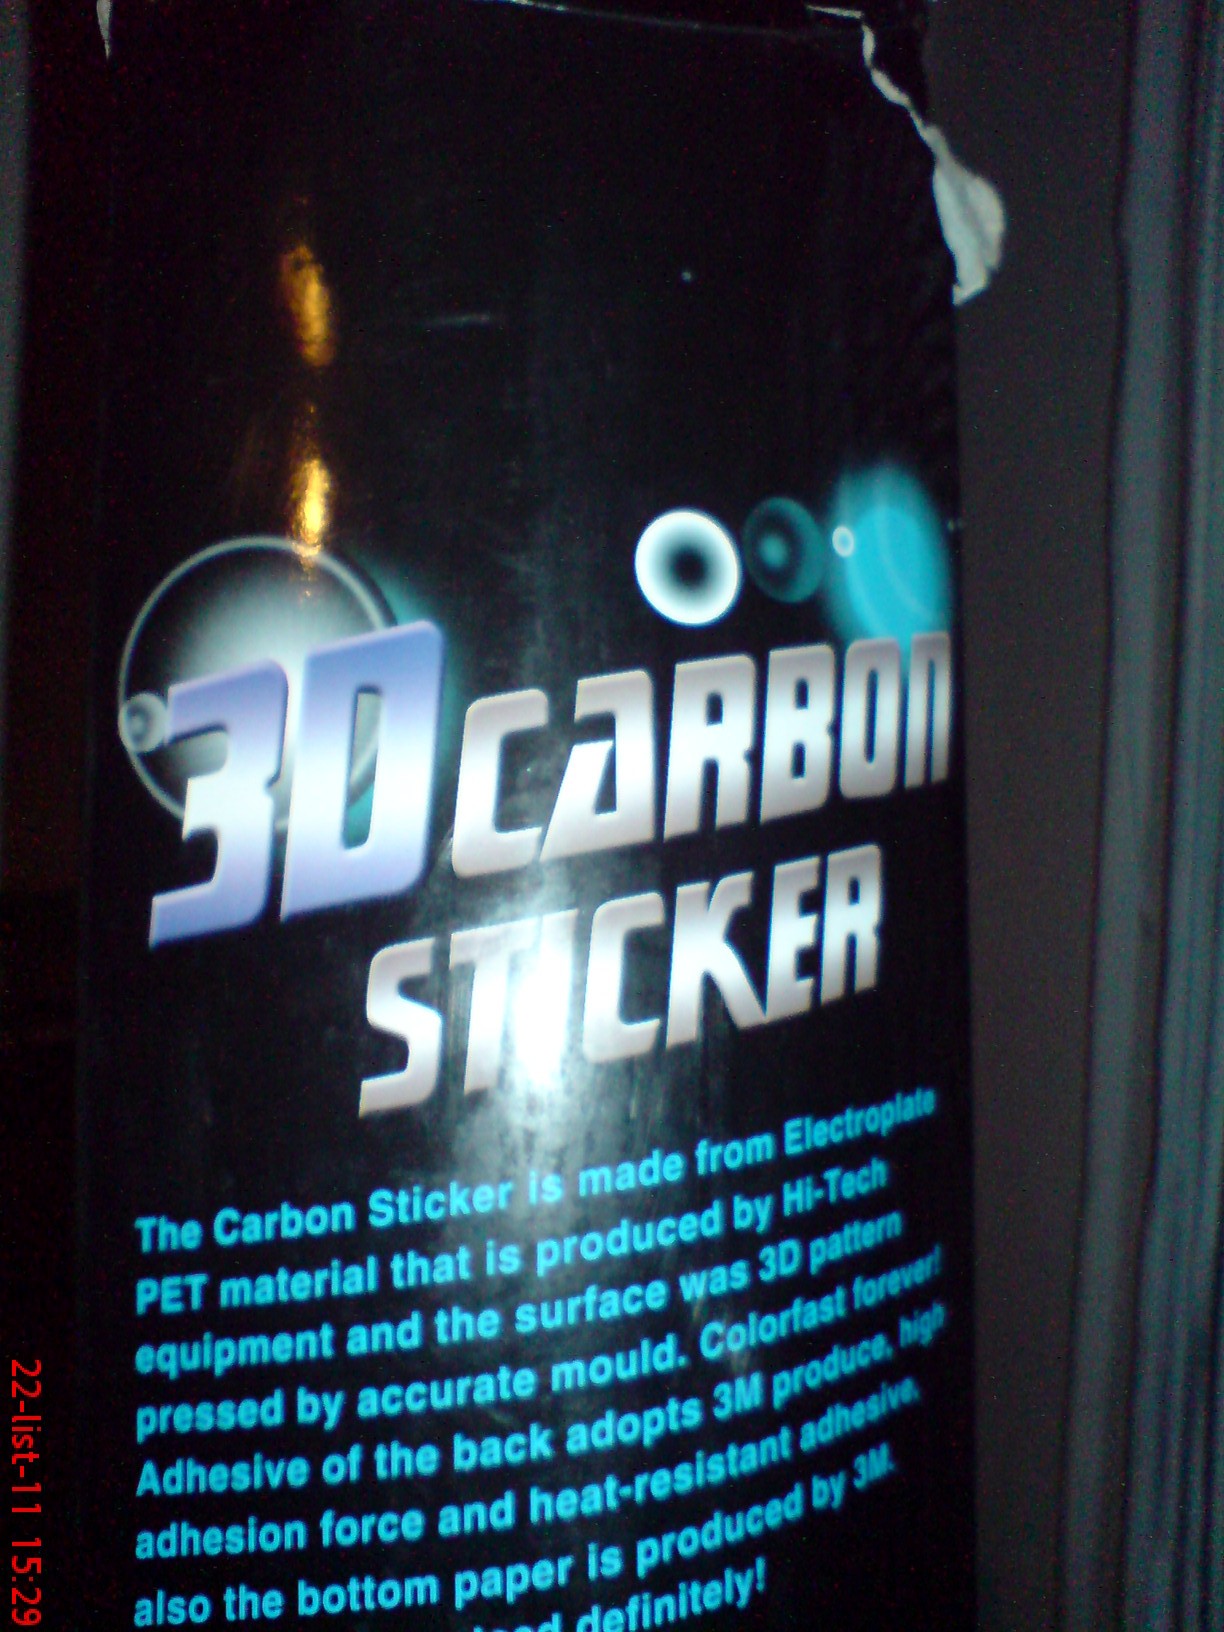 3D CARBON
STICKER
The Carbon Sticker is made from Electroplate
PET material that is produced by Hi-Tech
equipment and the surface was 3D pattern
pressed by accurate mould. Colorfast forever!
Adhesive of the back adopts 3M produce, high
adhesion force and heat-resistant adhesive,
also the bottom paper is produced by 3M.
definitely!
22-list-11 15:29